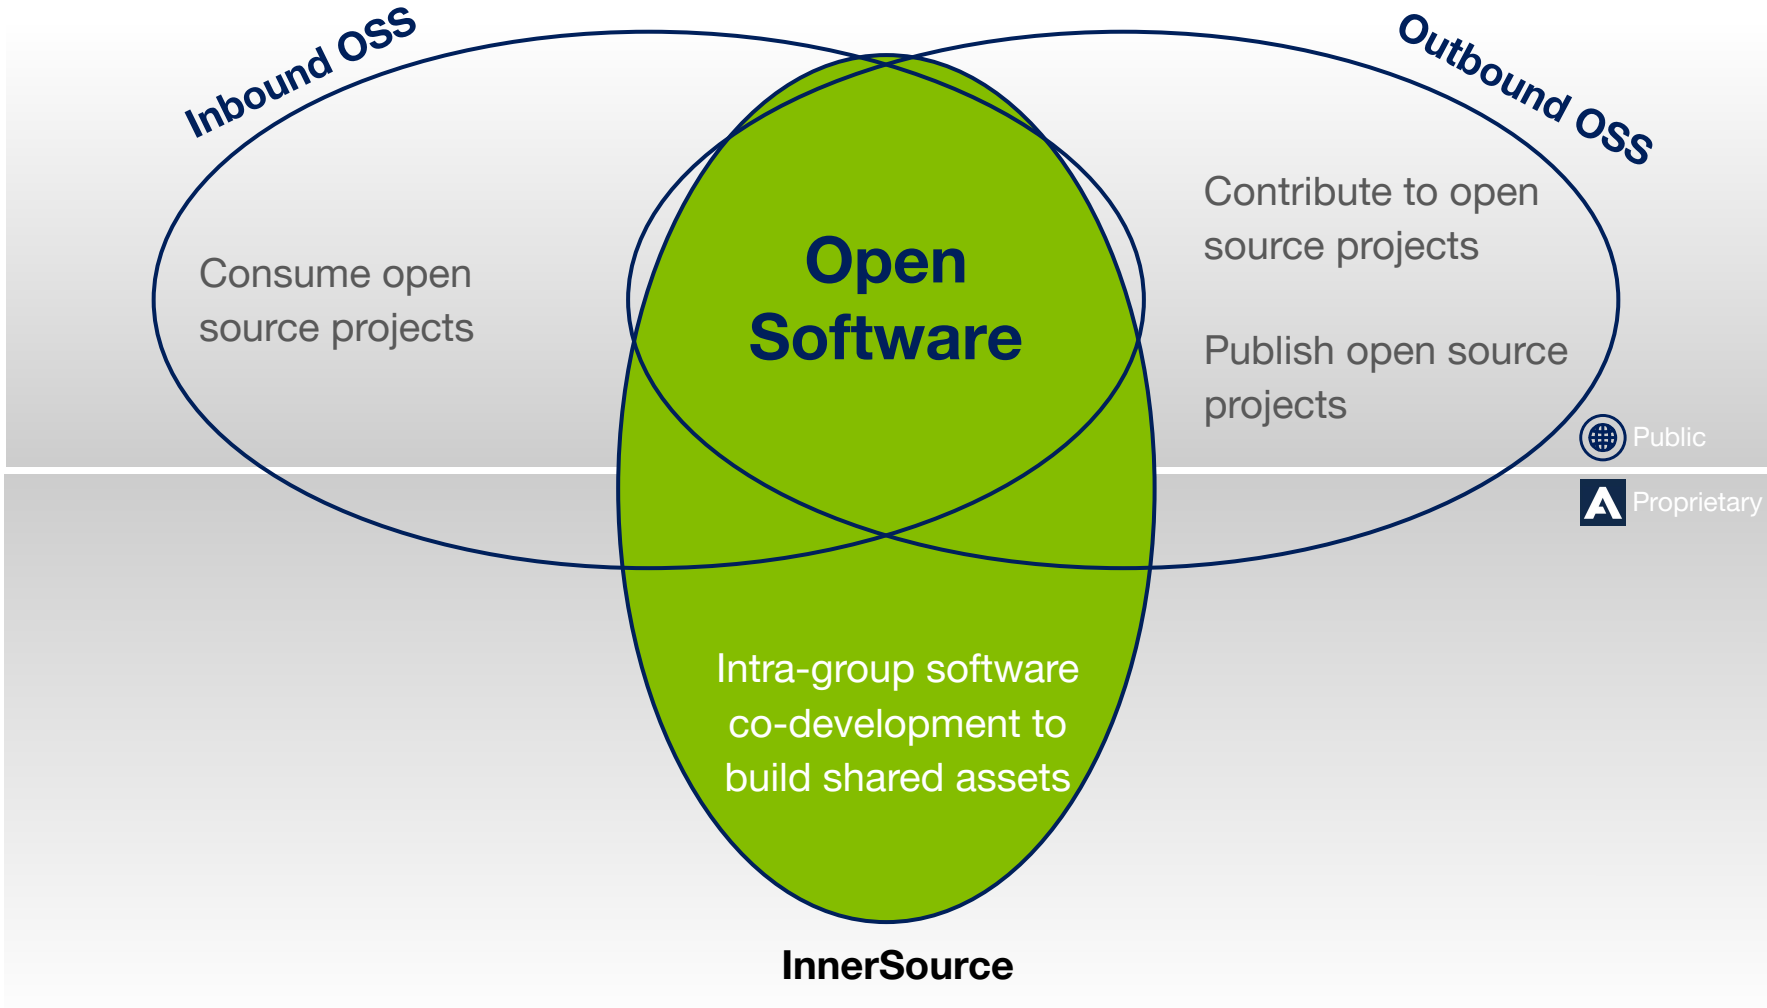 Inbound OSS
Outbound OSS
Consume open
source projects
Open
Software
Contribute to open
source projects
Publish open source
projects
Public
Proprietary
Intra-group software
co-development to
build shared assets
InnerSource